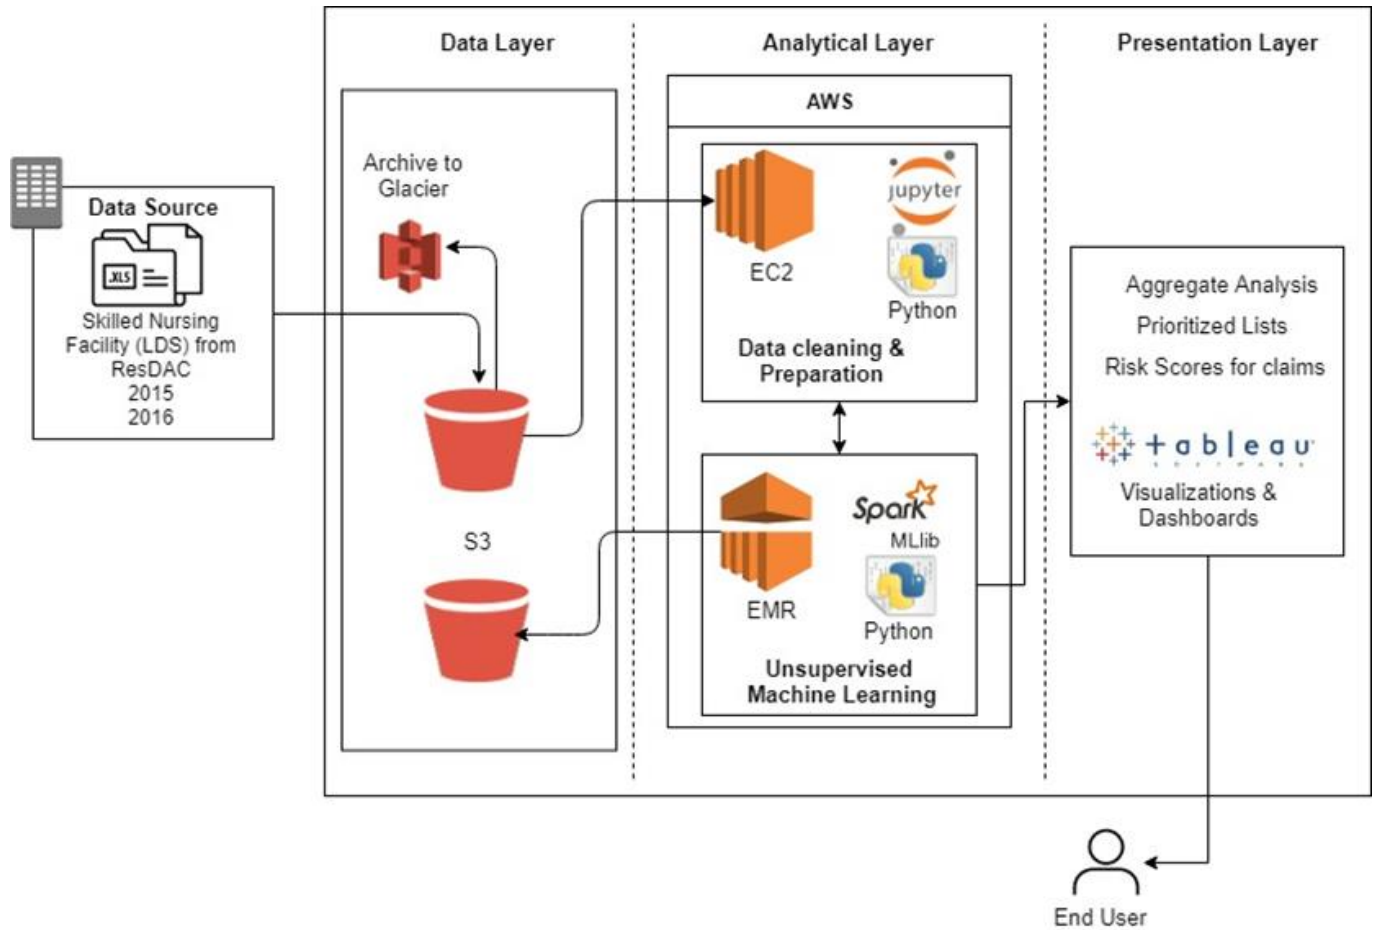 Data Layer
Analytical Layer
Presentation Layer
AWS
Data Source
.XLS
Skilled Nursing
Facility (LDS) from
ResDAC
2015
2016
Archive to
Glacier
S3
EC2
jupyter
Python
Data cleaning &
Preparation
EMR
Spark
MLlib
Python
Unsupervised
Machine Learning
Aggregate Analysis
Prioritized Lists
Risk Scores for claims
tableau
SOFTWARE
Visualizations &
Dashboards
End User